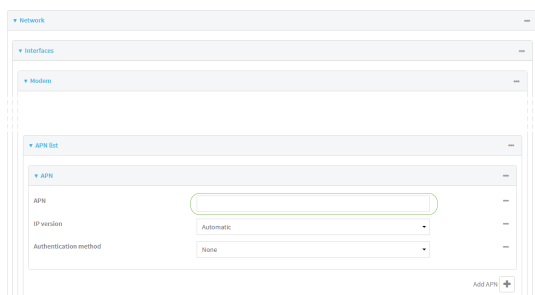 ▾ Network
▾ Interfaces
▾ Modem
▾ APN list
▾ APN
APN
IP version Automatic
Authentication method None
Add APN